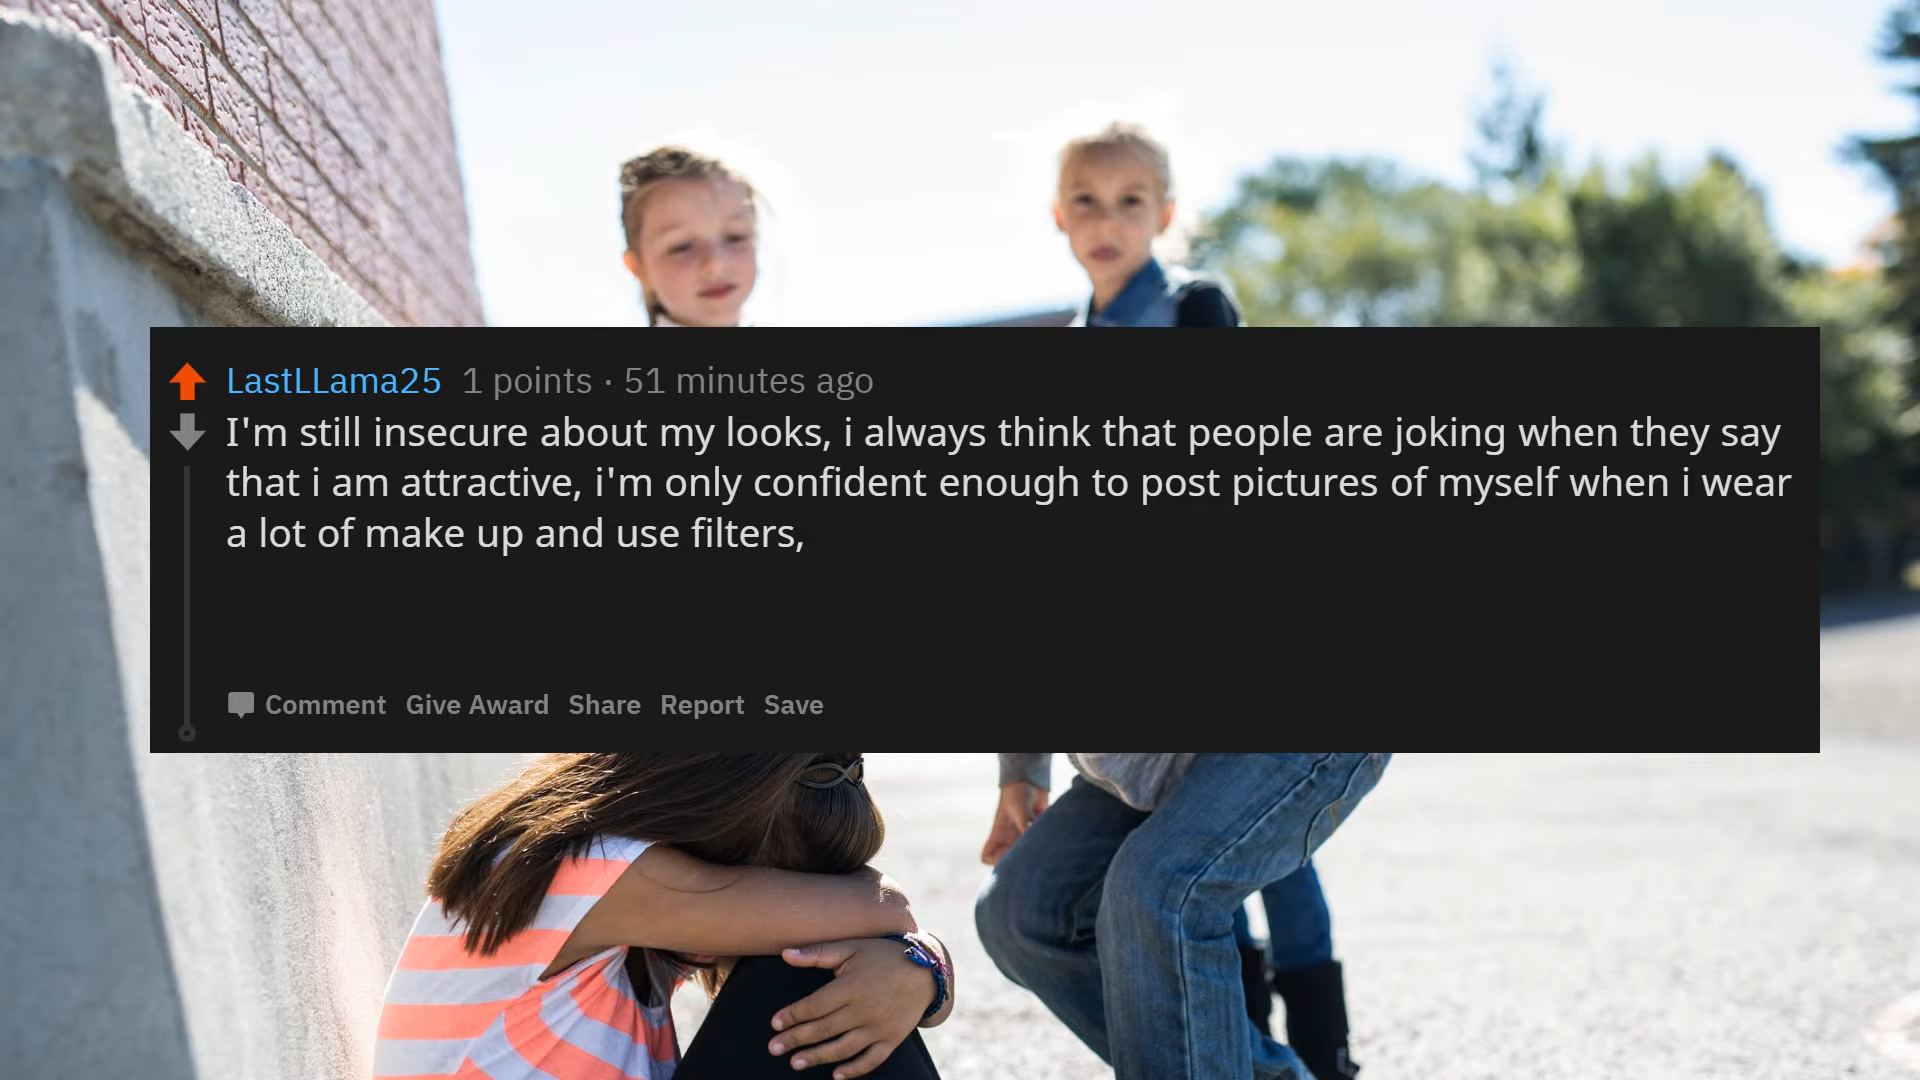 LastLLama25 1 points · 51 minutes ago
I'm still insecure about my looks, i always think that people are joking when they say
that i am attractive, i'm only confident enough to post pictures of myself when i wear
a lot of make up and use filters,
Comment Give Award Share Report Save